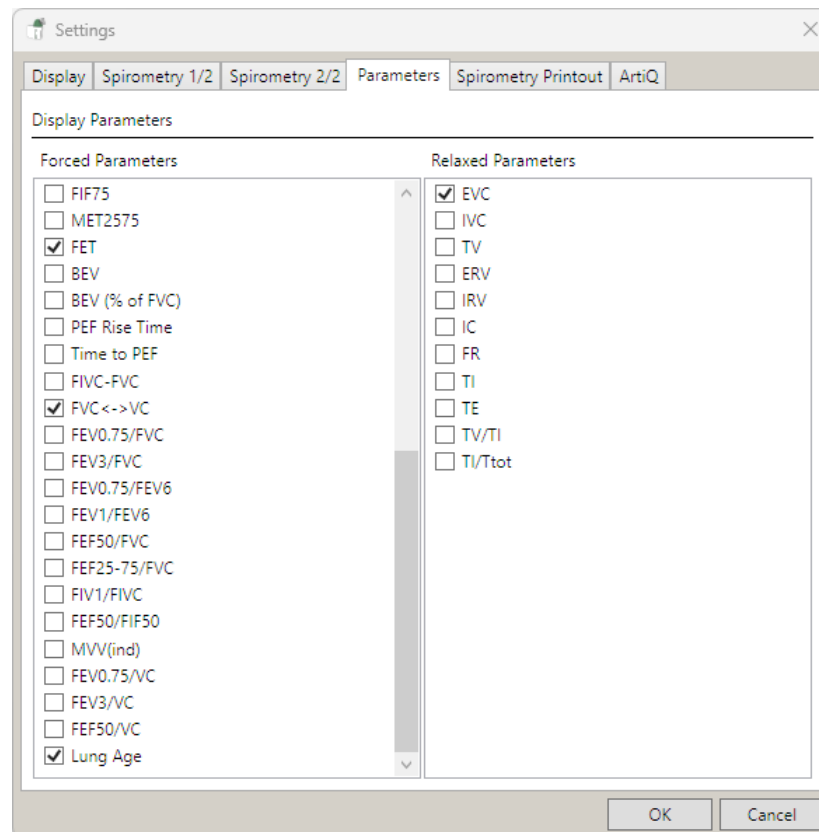 Settings
Display Spirometry 1/2 Spirometry 2/2 Parameters Spirometry Printout ArtiQ
Display Parameters
Forced Parameters
FIF75
MET2575
FET
BEV
BEV (% of FVC)
PEF Rise Time
Time to PEF
FIVC-FVC
FVC<->VC
FEV0.75/FVC
FEV3/FVC
FEV0.75/FEV6
FEV1/FEV6
FEF50/FVC
FEF25-75/FVC
FIV1/FIVC
FEF50/FIF50
MVV(ind)
FEV0.75/VC
FEV3/VC
FEF50/VC
Lung Age
Relaxed Parameters
EVC
IVC
TV
ERV
IRV
IC
FR
TI
TE
TV/TI
TI/Ttot
OK Cancel